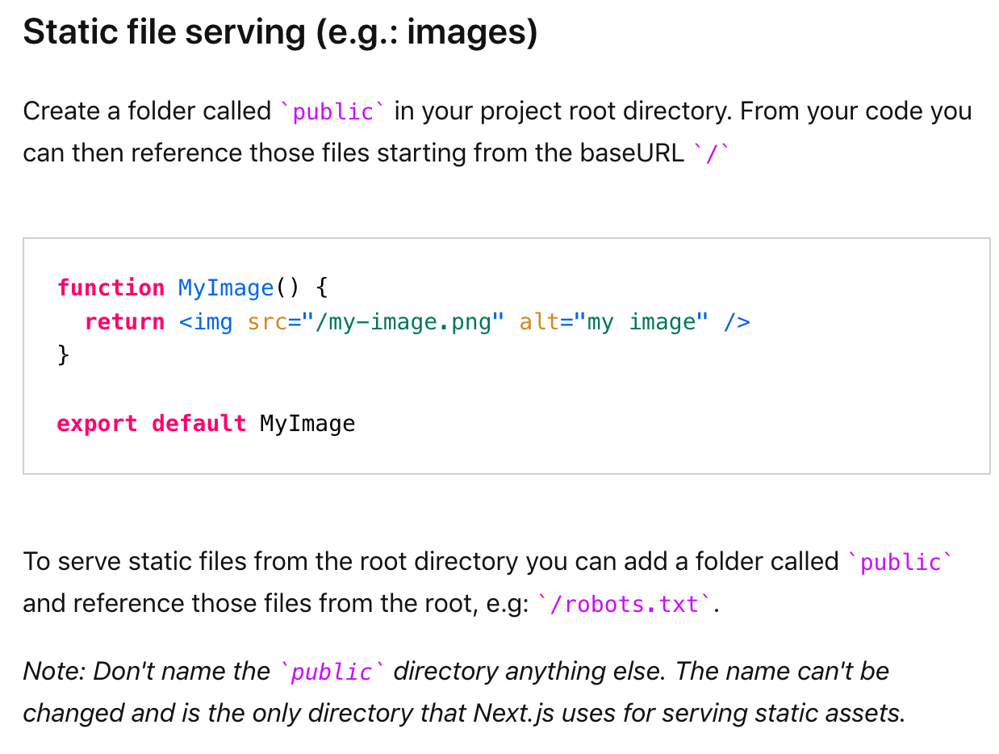 Static file serving (e.g.: images)
Create a folder called `public` in your project root directory. From your code you
can then reference those files starting from the baseURL `/`
function MyImage() {
  return <img src="/my-image.png" alt="my image" />
}
export default MyImage
To serve static files from the root directory you can add a folder called `public`
and reference those files from the root, e.g: `/robots.txt`.
Note: Don't name the `public` directory anything else. The name can't be
changed and is the only directory that Next.js uses for serving static assets.